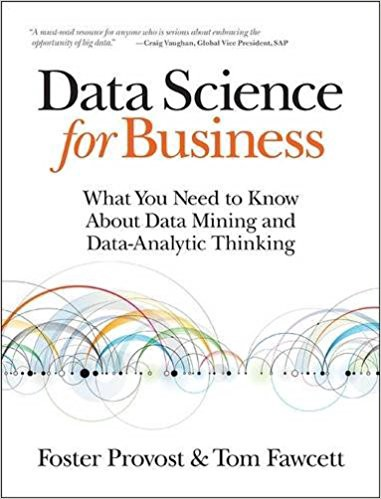 "A must-read resource for anyone who is serious about embracing the
opportunity of big data." —Craig Vaughan, Global Vice President, SAP
Data Science
for Business
What You Need to Know
About Data Mining and
Data-Analytic Thinking
Foster Provost & Tom Fawcett